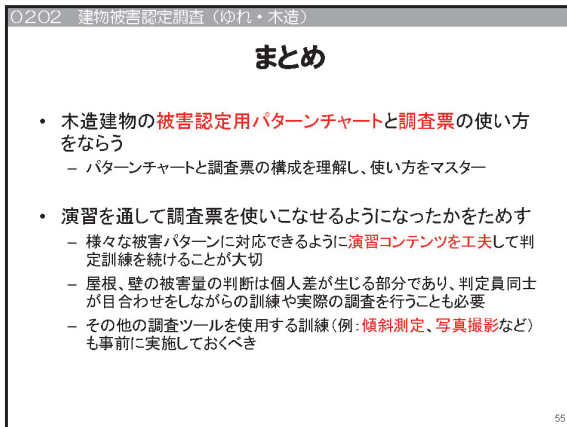 0202 建物被害認定調査（ゆれ・木造）
まとめ
• 木造建物の被害認定用パターンチャートと調査票の使い方
をならう
– パターンチャートと調査票の構成を理解し、使い方をマスター
• 演習を通して調査票を使いこなせるようになったかをためす
– 様々な被害パターンに対応できるように演習コンテンツを工夫して判
定訓練を続けることが大切
– 屋根、壁の被害量の判断は個人差が生じる部分であり、判定員同士
が目合わせをしながらの訓練や実際の調査を行うことも必要
– その他の調査ツールを使用する訓練（例：傾斜測定、写真撮影など）
も事前に実施しておくべき
55